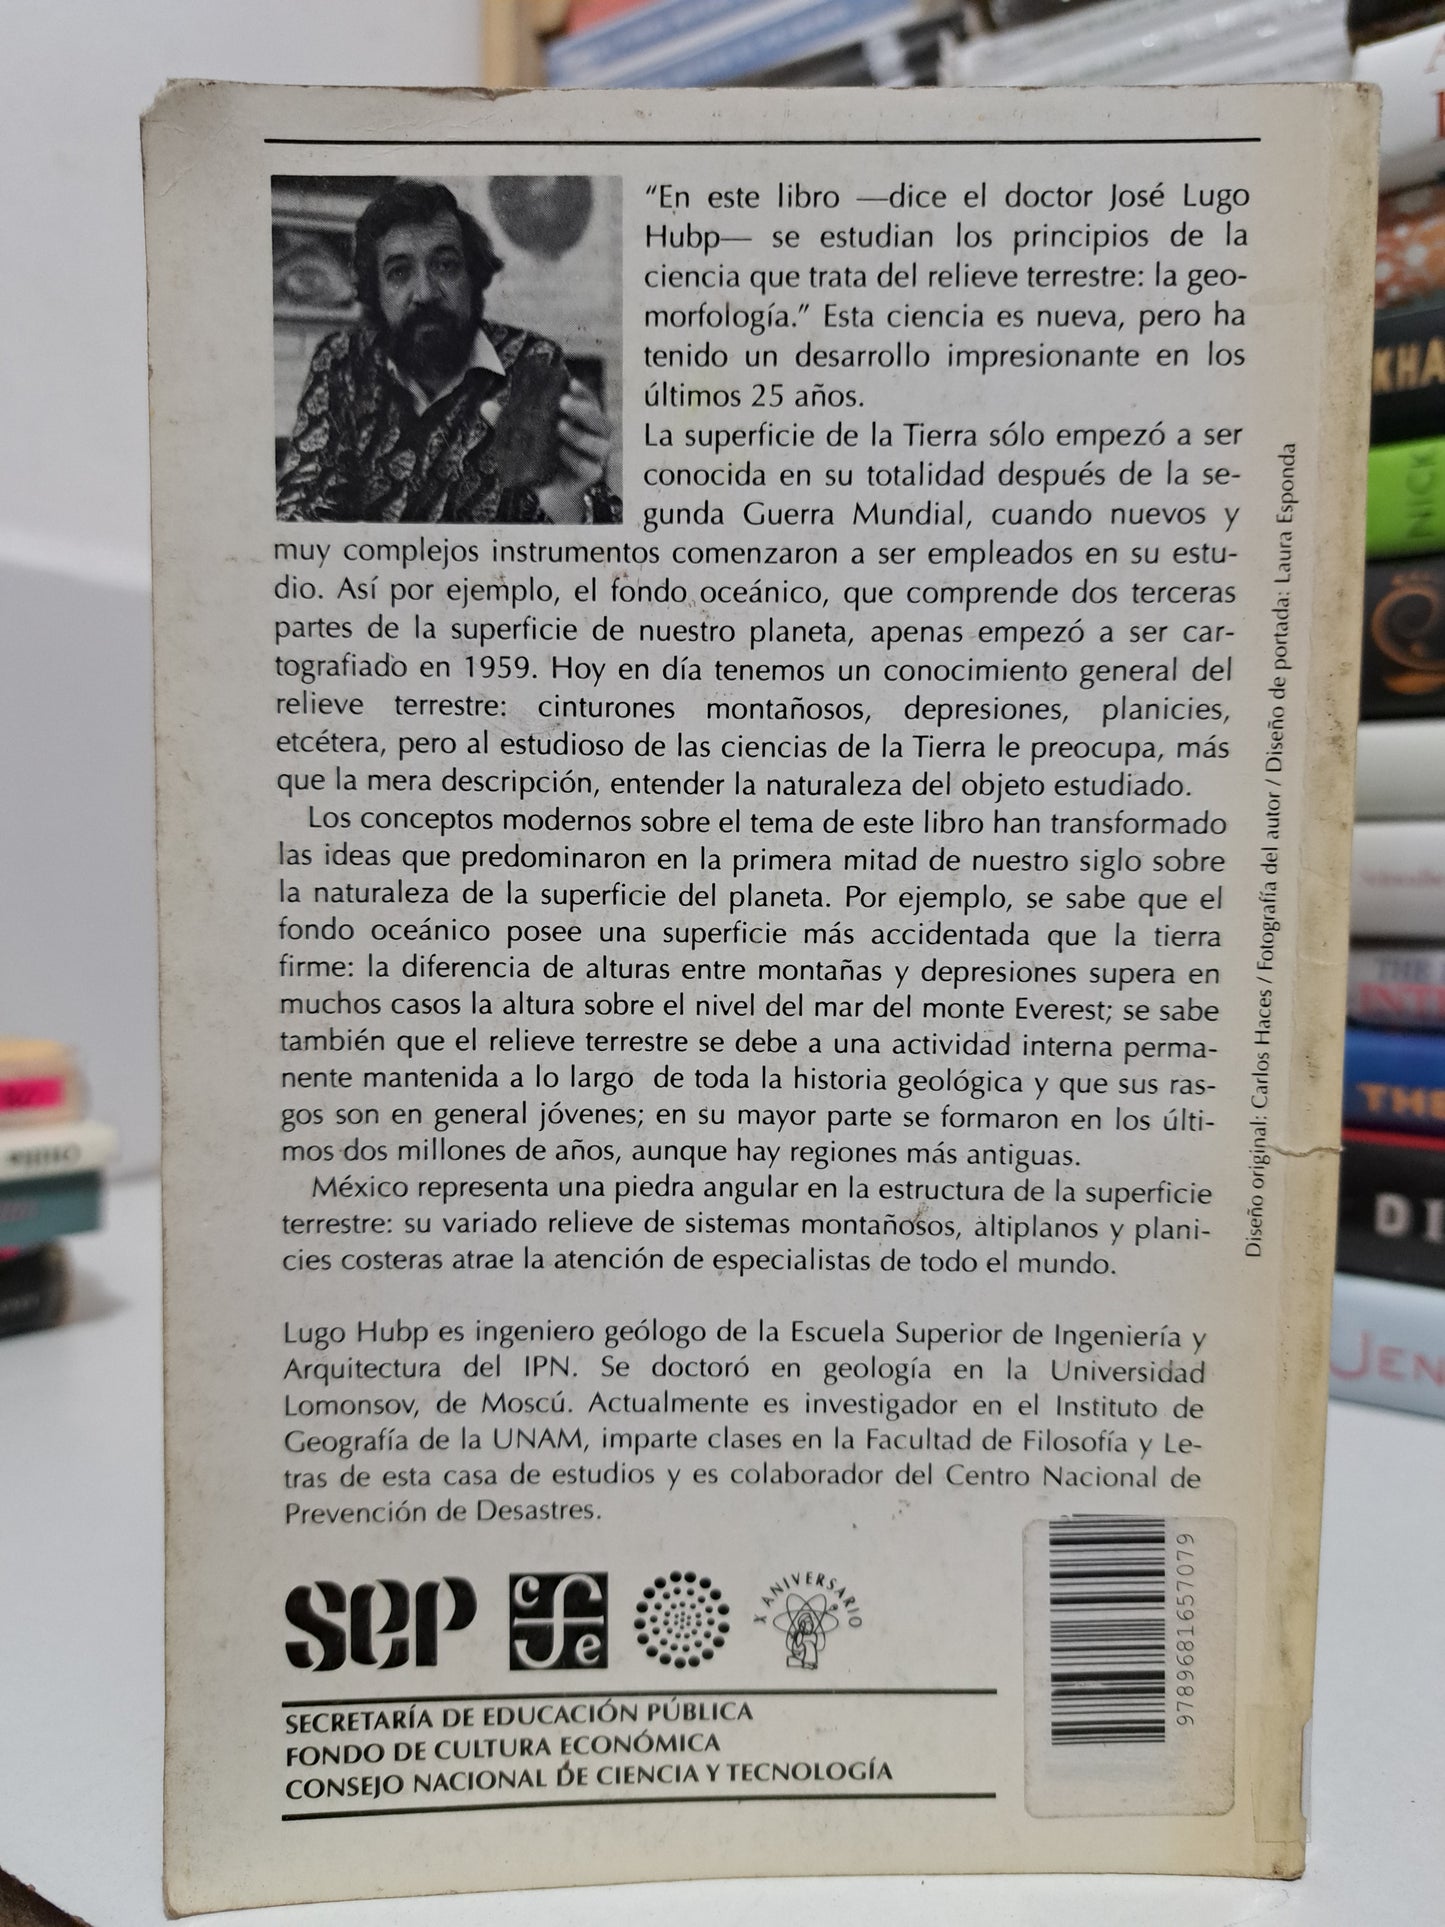 "En este libro —dice el doctor José Lugo
Hubp— se estudian los principios de la
ciencia que trata del relieve terrestre: la geo-
morfología." Esta ciencia es nueva, pero ha
tenido un desarrollo impresionante en los
últimos 25 años.
La superficie de la Tierra sólo empezó a ser
conocida en su totalidad después de la se-
gunda Guerra Mundial, cuando nuevos y
muy complejos instrumentos comenzaron a ser empleados en su estu-
dio. Así por ejemplo, el fondo oceánico, que comprende dos terceras
partes de la superficie de nuestro planeta, apenas empezó a ser car-
tografiado en 1959. Hoy en día tenemos un conocimiento general del
relieve terrestre: cinturones montañosos, depresiones, planicies,
etcétera, pero al estudioso de las ciencias de la Tierra le preocupa, más
que la mera descripción, entender la naturaleza del objeto estudiado.
Los conceptos modernos sobre el tema de este libro han transformado
las ideas que predominaron en la primera mitad de nuestro siglo sobre
la naturaleza de la superficie del planeta. Por ejemplo, se sabe que el
fondo oceánico posee una superficie más accidentada que la tierra
firme: la diferencia de alturas entre montañas y depresiones supera en
muchos casos la altura sobre el nivel del mar del monte Everest; se sabe
también que el relieve terrestre se debe a una actividad interna perma-
nente mantenida a lo largo de toda la historia geológica y que sus ras-
gos son en general jóvenes; en su mayor parte se formaron en los últi-
mos dos millones de años, aunque hay regiones más antiguas.
México representa una piedra angular en la estructura de la superficie
terrestre: su variado relieve de sistemas montañosos, altiplanos y plani-
cies costeras atrae la atención de especialistas de todo el mundo.
Lugo Hubp es ingeniero geólogo de la Escuela Superior de Ingeniería y
Arquitectura del IPN. Se doctoró en geología en la Universidad
Lomonsov, de Moscú. Actualmente es investigador en el Instituto de
Geografía de la UNAM, imparte clases en la Facultad de Filosofía y Le-
tras de esta casa de estudios y es colaborador del Centro Nacional de
Prevención de Desastres.
Diseño original: Carlos Haces / Fotografía del autor / Diseño de portada: Laura Esponda
SEP
cfe
X ANIVERSARIO
SECRETARÍA DE EDUCACIÓN PÚBLICA
FONDO DE CULTURA ECONÓMICA
CONSEJO NACIONAL DE CIENCIA Y TECNOLOGÍA
9789681657079
KHA
NICK
THE
INT
THE
DI
JEN